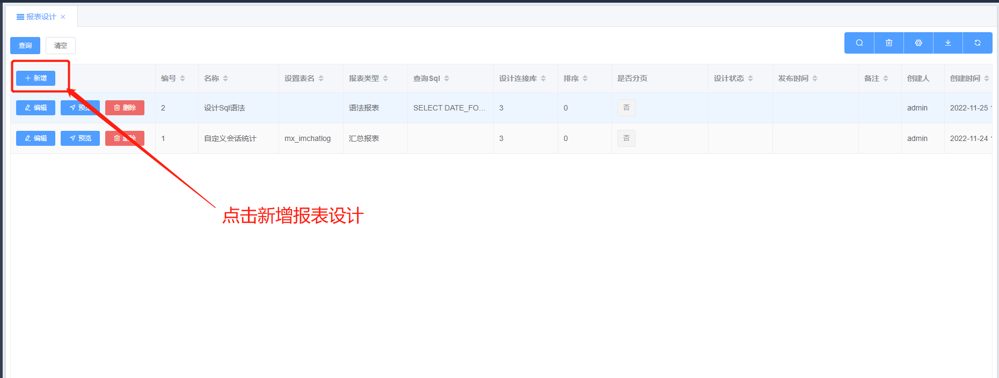 报表设计
查询 清空
新增 编号 名称 设置表名 报表类型 查询Sql 设计连接库 排序 是否分页 设计状态 发布时间 备注 创建人 创建时间
编辑 预览 删除 2 设计Sql语法 语法报表 SELECT DATE_FO... 3 0 否 admin 2022-11-25
编辑 预览 删除 1 自定义会话统计 mx_imchatlog 汇总报表 3 0 否 admin 2022-11-24
点击新增报表设计